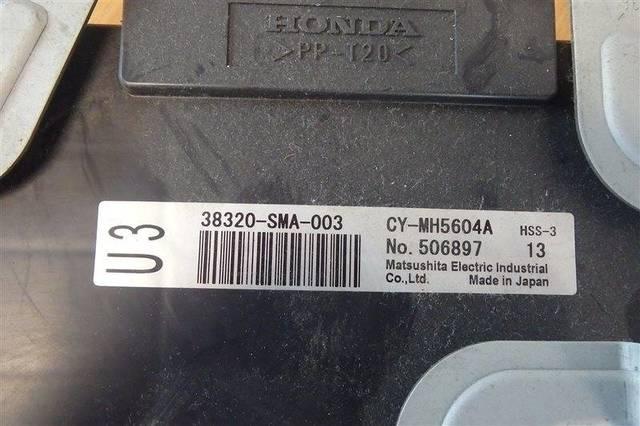 HONDA
>PP-T20<
U3
38320-SMA-003 CY-MH5604A HSS-3
No. 506897 13
Matsushita Electric Industrial
Co.,Ltd. Made in Japan